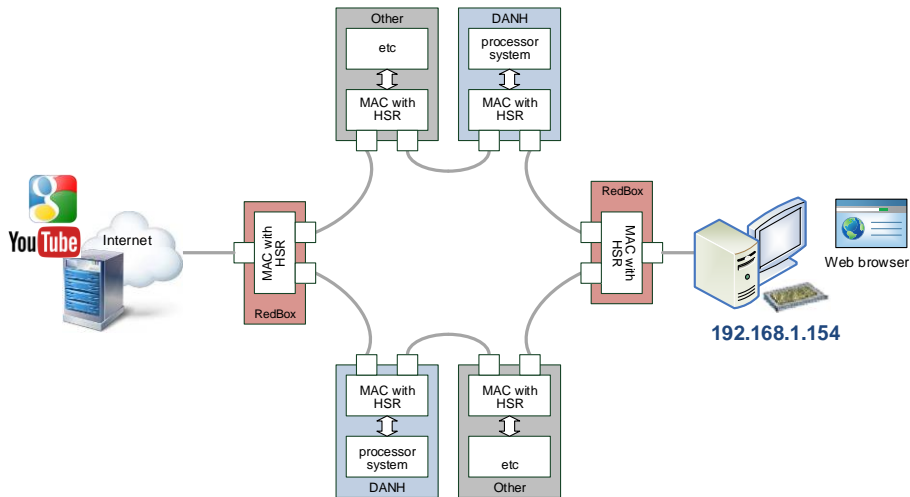 Other
etc
MAC with
HSR
DANH
processor
system
MAC with
HSR
g
YouTube
Internet
MAC with
HSR
RedBox
RedBox
MAC with
HSR
Web browser
192.168.1.154
MAC with
HSR
processor
system
DANH
MAC with
HSR
etc
Other